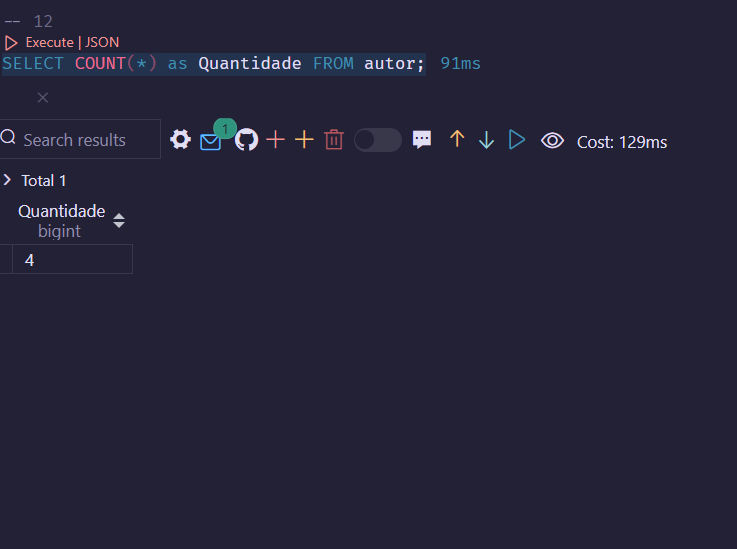 -- 12
Execute | JSON
SELECT COUNT(*) as Quantidade FROM autor; 91ms
Search results 1 Cost: 129ms
Total 1
Quantidade
bigint
4